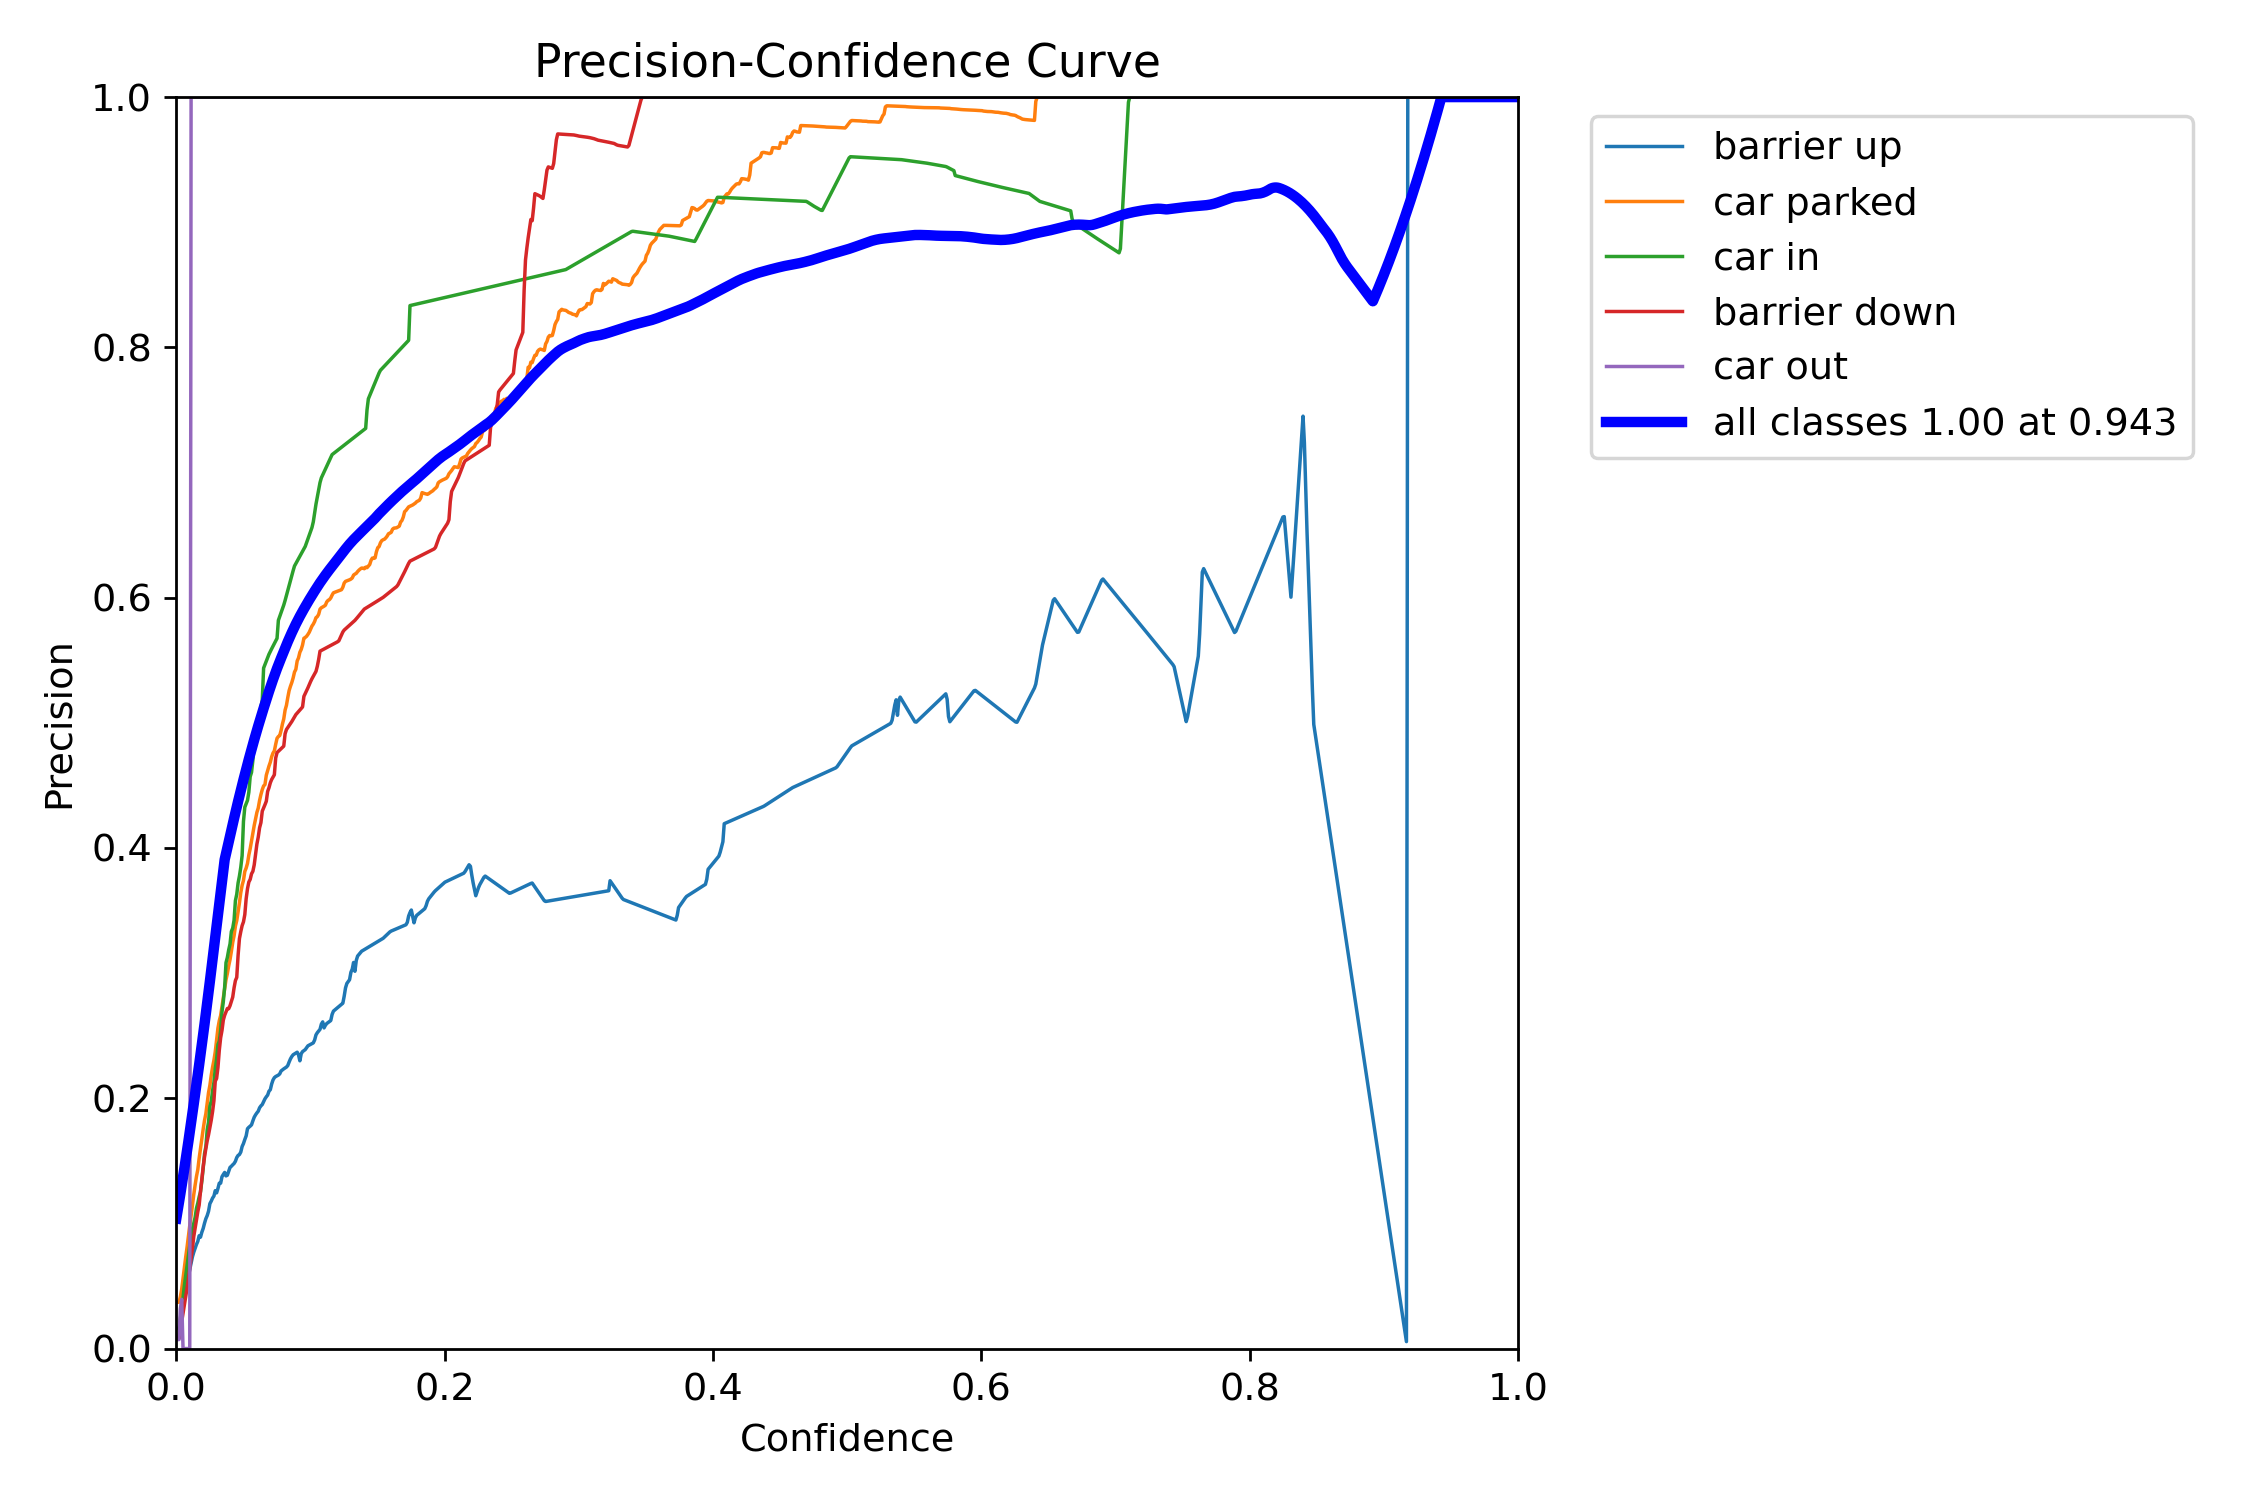 Precision-Confidence Curve
1.0
0.8
0.6
0.4
0.2
0.0
Precision
0.0 0.2 0.4 0.6 0.8 1.0
Confidence
barrier up
car parked
car in
barrier down
car out
all classes 1.00 at 0.943